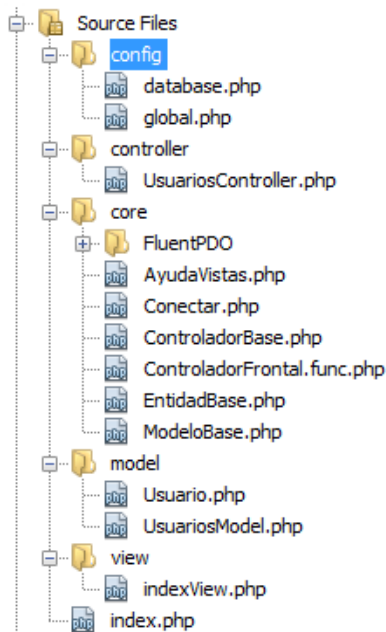 Source Files
config
database.php
global.php
controller
UsuariosController.php
core
FluentPDO
AyudaVistas.php
Conectar.php
ControladorBase.php
ControladorFrontal.func.php
EntidadBase.php
ModeloBase.php
model
Usuario.php
UsuariosModel.php
view
indexView.php
index.php